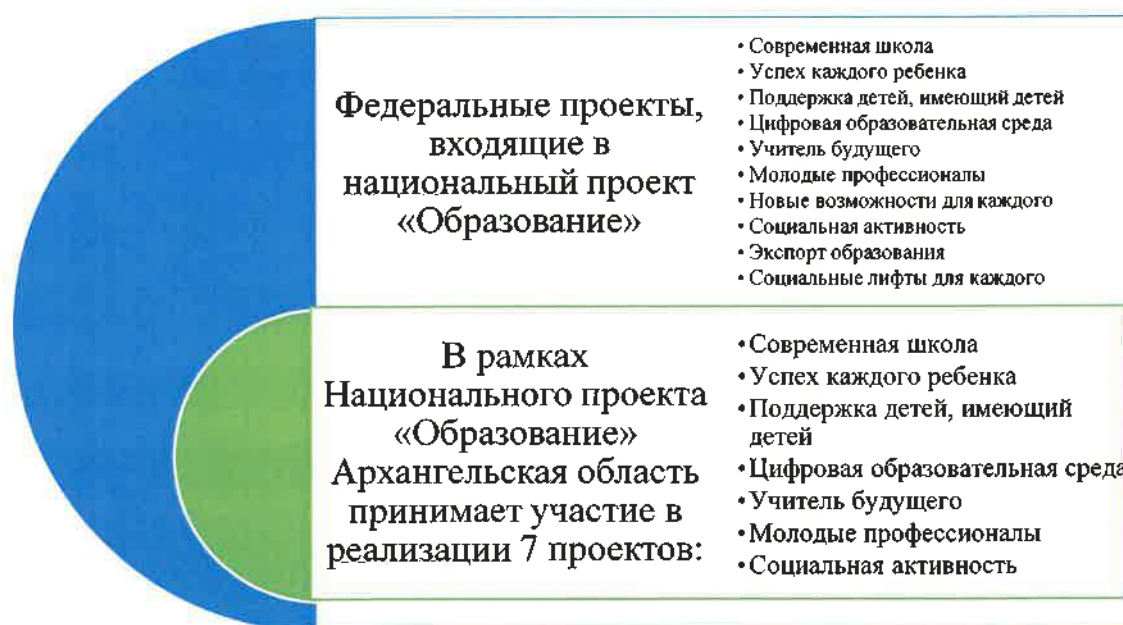 Федеральные проекты,
входящие в
национальный проект
«Образование»
• Современная школа
• Успех каждого ребенка
• Поддержка детей, имеющий детей
• Цифровая образовательная среда
• Учитель будущего
• Молодые профессионалы
• Новые возможности для каждого
• Социальная активность
• Экспорт образования
• Социальные лифты для каждого
В рамках
Национального проекта
«Образование»
Архангельская область
принимает участие в
реализации 7 проектов:
• Современная школа
• Успех каждого ребенка
• Поддержка детей, имеющий
детей
• Цифровая образовательная среда
• Учитель будущего
• Молодые профессионалы
• Социальная активность